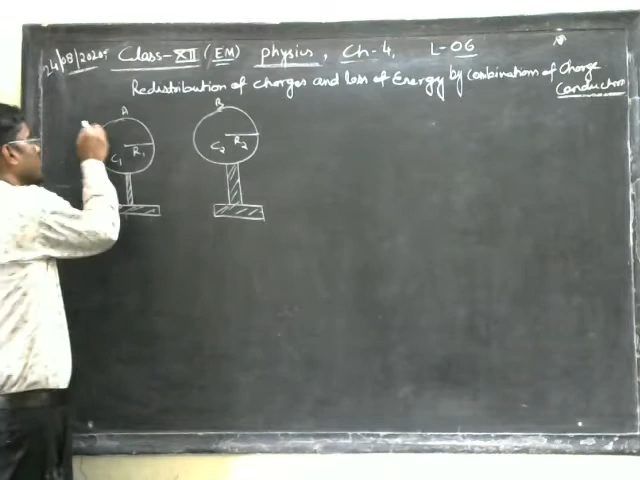 24/08/2020, Class-XII (EM) physics, Ch-4, L-06
Redistribution of charges and loss of Energy by combination of Charge
Conductor
A B
C₁ R₁ C₂ R₂